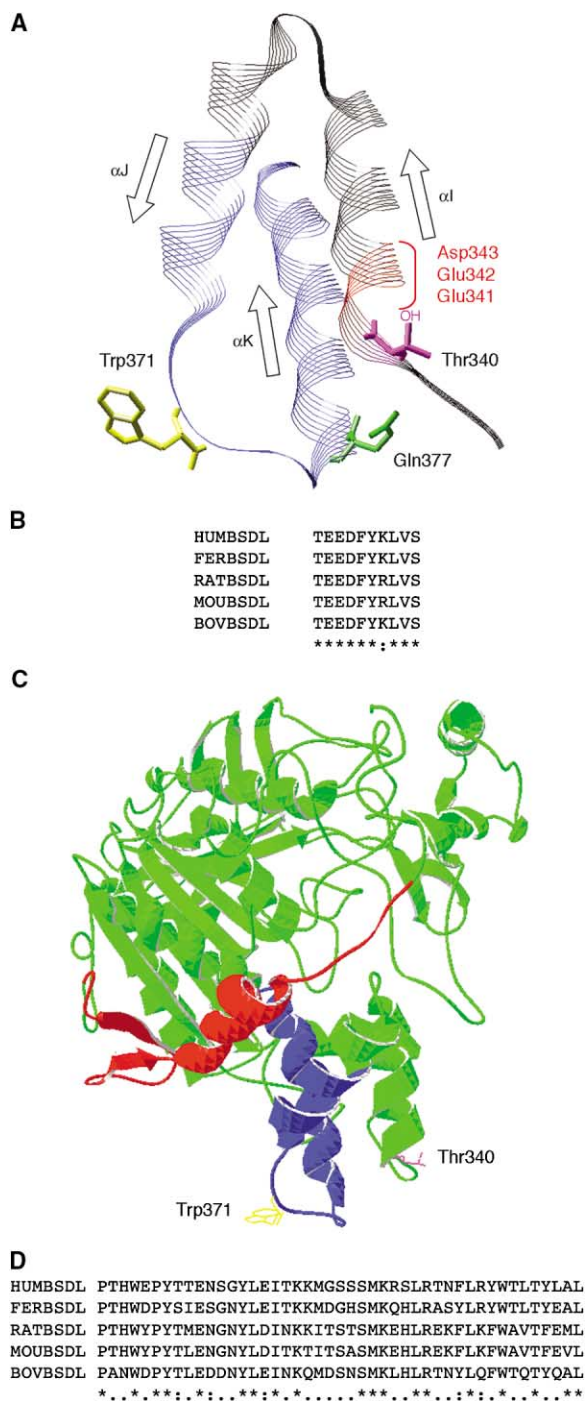 A
αJ
αI
Asp343
Glu342
Glu341
OH
αK
Trp371
Thr340
Gln377
B
HUMBSDL TEEDFYKLVS
FERBSDL TEEDFYKLVS
RATBSDL TEEDFYRLVS
MOUBSDL TEEDFYRLVS
BOVBSDL TEEDFYKLVS
******:***
C
Thr340
Trp371
D
HUMBSDL PTHWEPYTTENSGYLEITKKMGSSSMKRSLRTNFLRYWTLTYLAL
FERBSDL PTHWDPYSIESGNYLEITKKMDGHSMKQHLRASYLRYWTLTYEAL
RATBSDL PTHWYPYTMENGNYLDINKKITSTSMKEHLREKFLKFWAVTFEML
MOUBSDL PTHWYPYTLENGNYLDITKTITSASMKEHLREKFLKFWAVTFEVL
BOVBSDL PANWDPYTLEDDNYLEINKQMDSNSMKLHLRTNYLQFWTQTYQAL
*..*.**:.*:..**:*.*.....***..**..:*.:*..*:..*